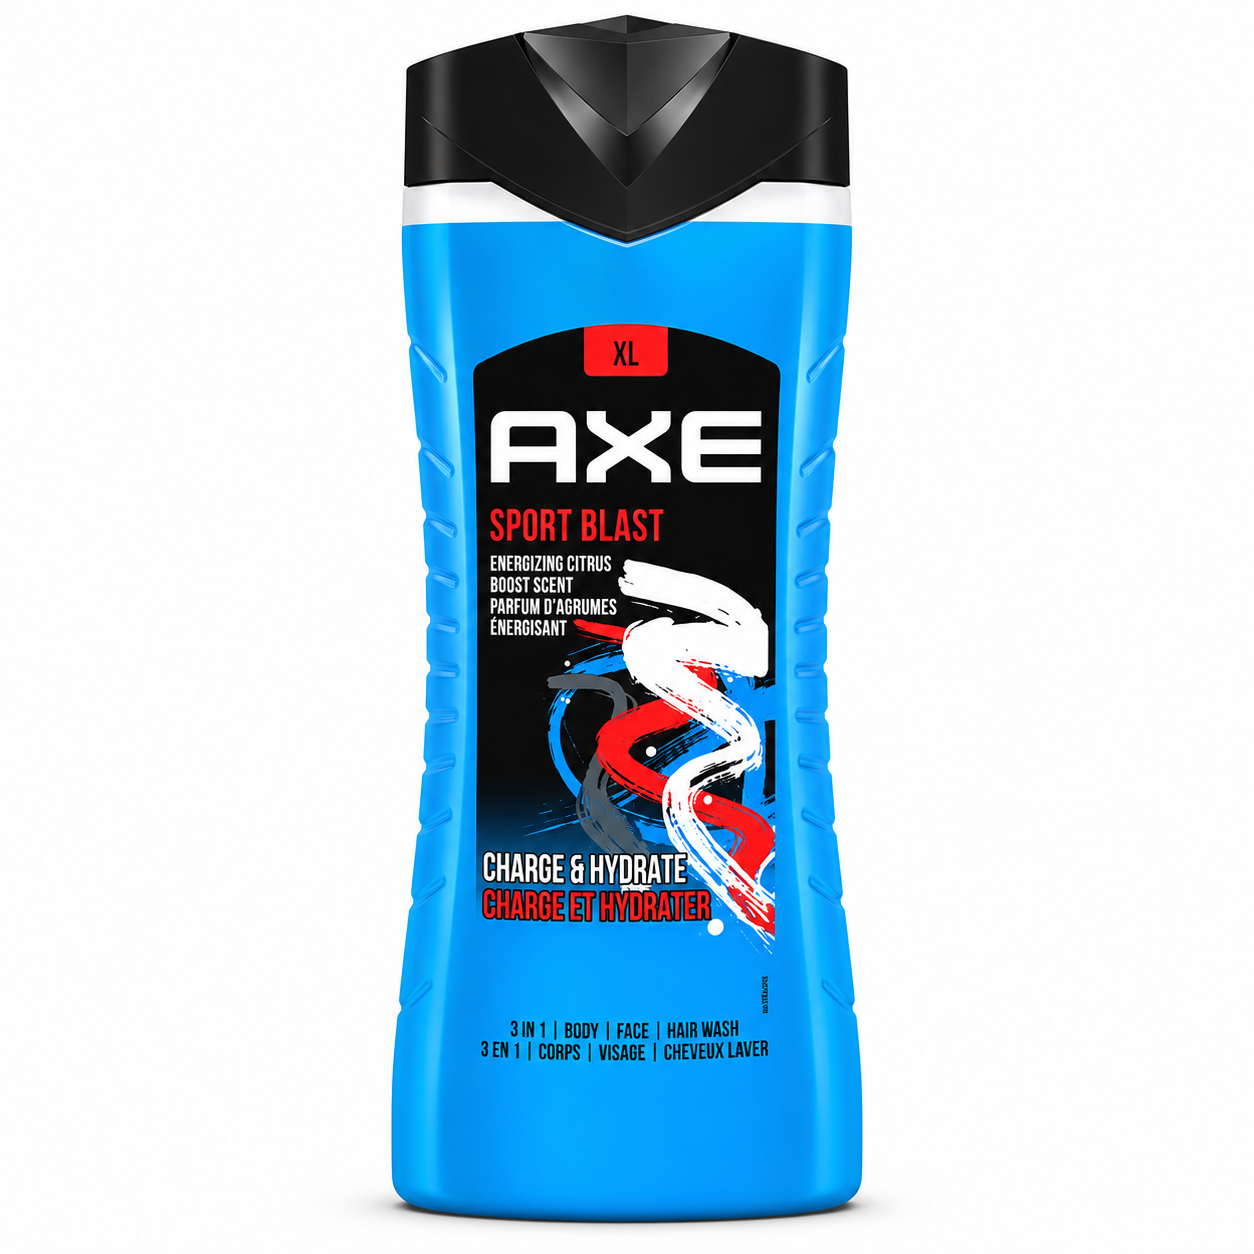 XL
AXE
SPORT BLAST
ENERGIZING CITRUS
BOOST SCENT
PARFUM D'AGRUMES
ÉNERGISANT
CHARGE & HYDRATE
CHARGE ET HYDRATER
3 IN 1 | BODY | FACE | HAIR WASH
3 EN 1 | CORPS | VISAGE | CHEVEUX LAVER